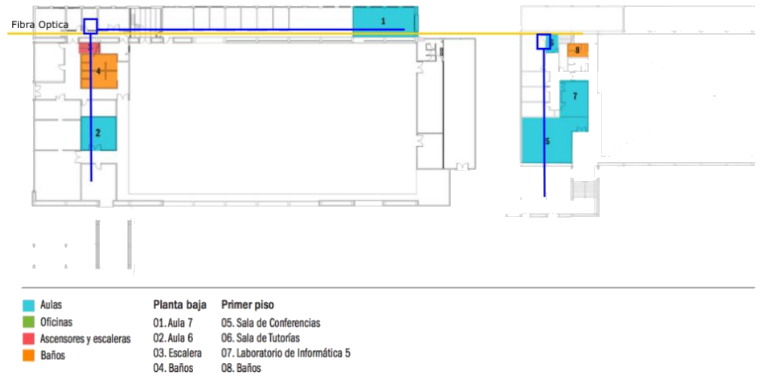 Fibra Optica
1
4
2
8
7
5
Aulas
Oficinas
Ascensores y escaleras
Baños
Planta baja
01. Aula 7
02. Aula 6
03. Escalera
04. Baños
Primer piso
05. Sala de Conferencias
06. Sala de Tutorías
07. Laboratorio de Informática 5
08. Baños